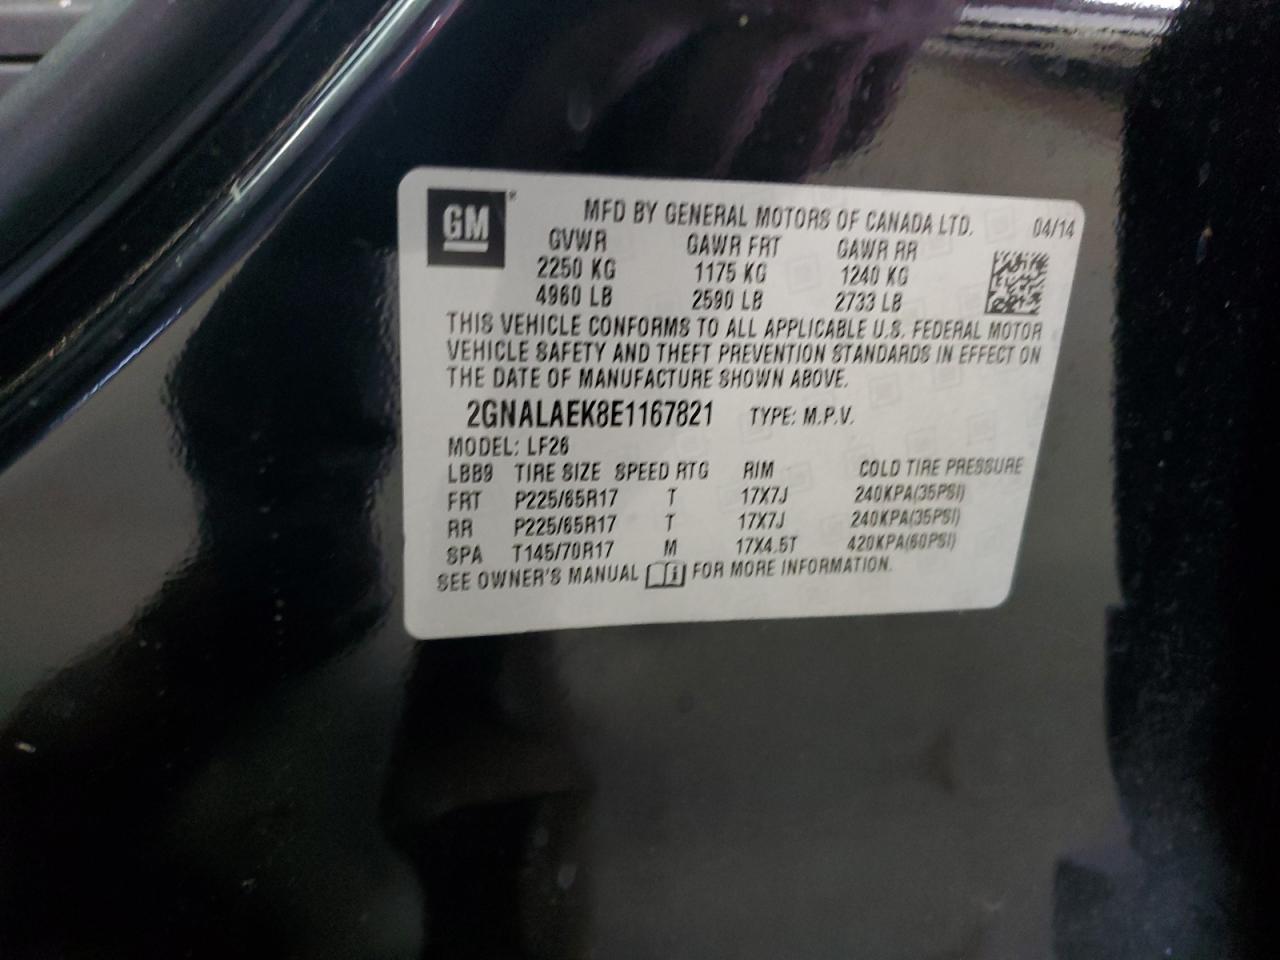 GM ®
MFD BY GENERAL MOTORS OF CANADA LTD. 04/14
GVWR GAWR FRT GAWR RR
2250 KG 1175 KG 1240 KG
4960 LB 2590 LB 2733 LB
THIS VEHICLE CONFORMS TO ALL APPLICABLE U.S. FEDERAL MOTOR
VEHICLE SAFETY AND THEFT PREVENTION STANDARDS IN EFFECT ON
THE DATE OF MANUFACTURE SHOWN ABOVE.
2GNALAEK8E1167821 TYPE: M.P.V.
MODEL: LF26
LBB9 TIRE SIZE SPEED RTG RIM COLD TIRE PRESSURE
FRT P225/65R17 T 17X7J 240KPA(35PSI)
RR P225/65R17 T 17X7J 240KPA(35PSI)
SPA T145/70R17 M 17X4.5T 420KPA(60PSI)
SEE OWNER'S MANUAL FOR MORE INFORMATION.